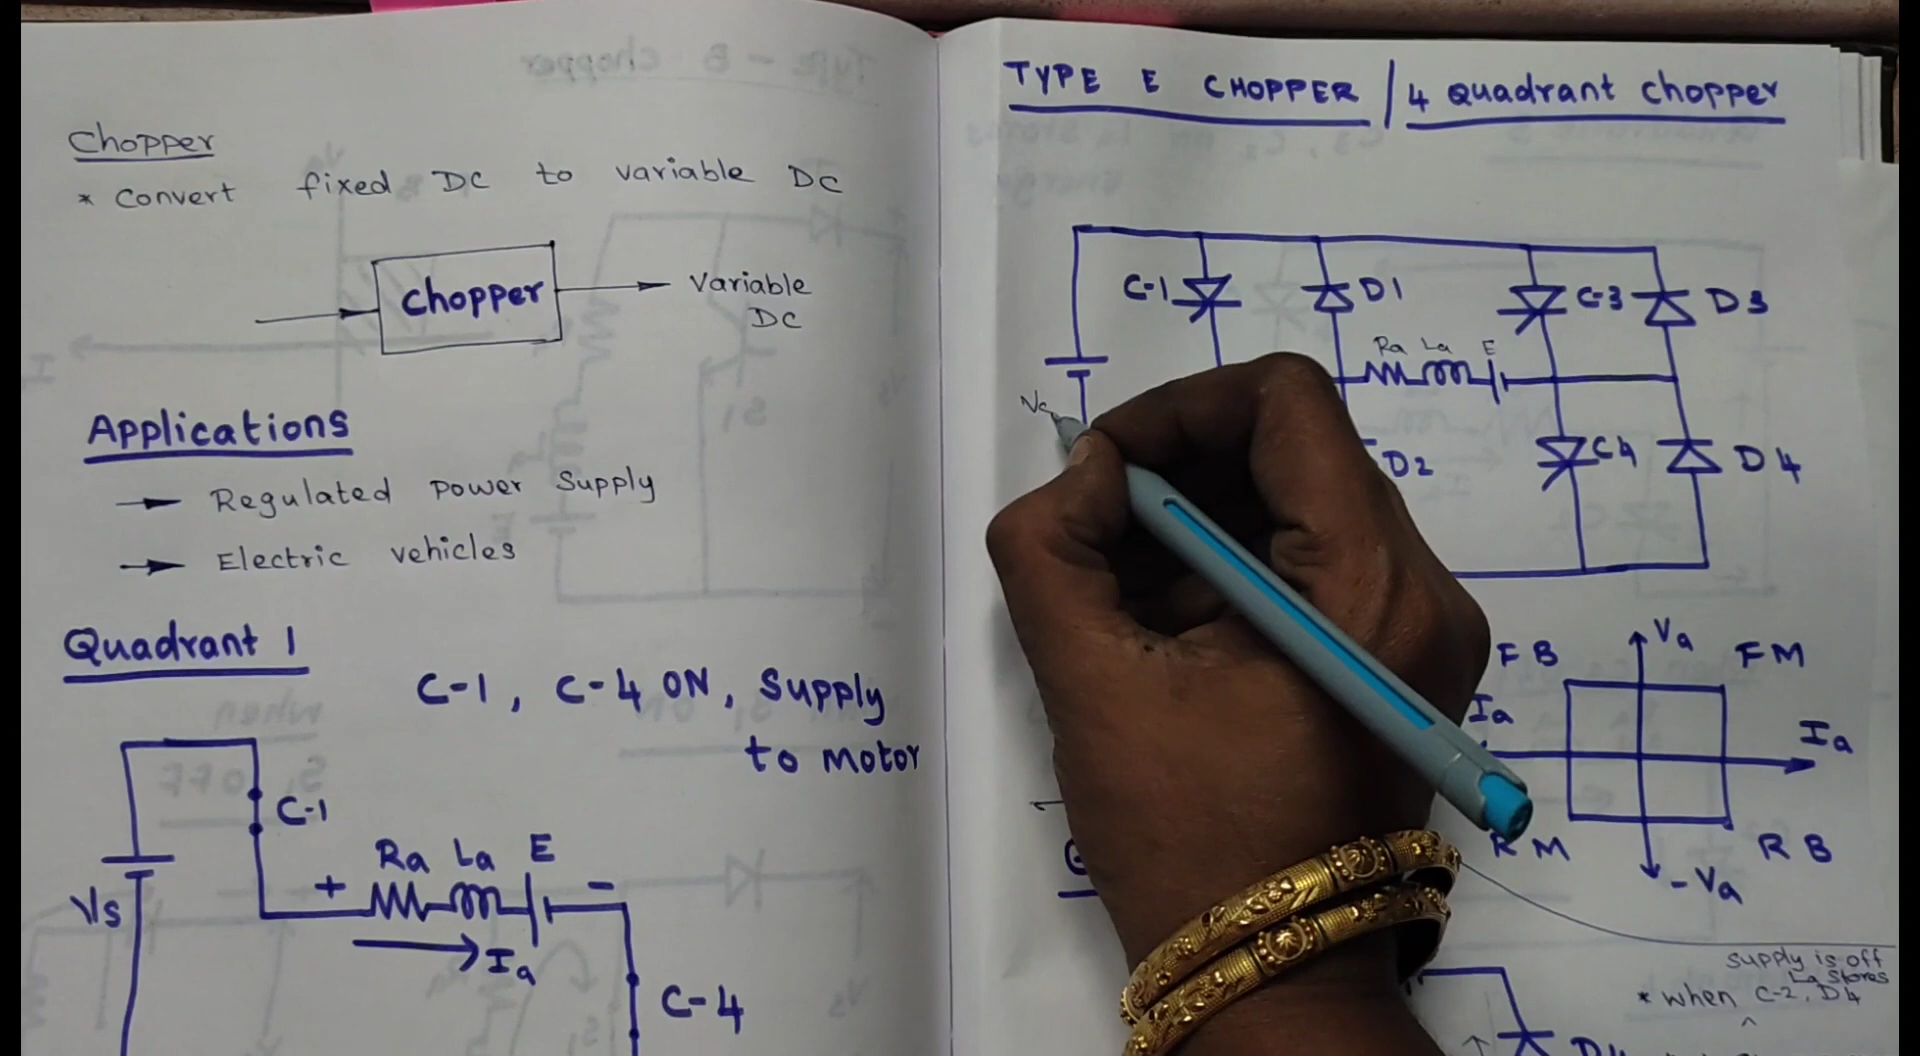 Chopper
* Convert fixed DC to variable DC
Chopper
Variable
DC
Applications
→ Regulated power Supply
→ Electric vehicles
Quadrant 1
C-1, C-4 ON, Supply
to motor
C-1
Ra La E
+ -
Vs
Ia
C-4
TYPE E CHOPPER / 4 Quadrant Chopper
C-1 D1 C-3 D3
Ra La E
D2 C4 D4
Va
FB FM
Ia Ia
RM RB
-Va
Supply is off
La Stores
* when C-2, D4